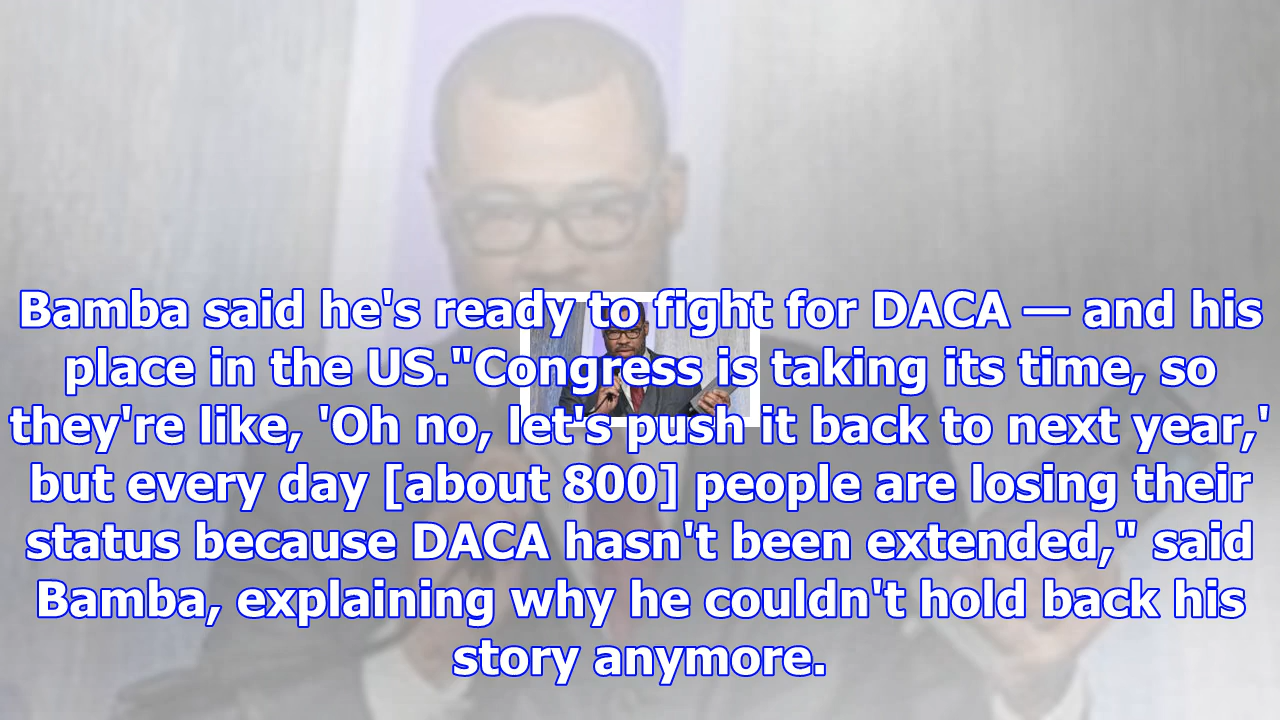 Bamba said he's ready to fight for DACA — and his
place in the US."Congress is taking its time, so
they're like, 'Oh no, let's push it back to next year,'
but every day [about 800] people are losing their
status because DACA hasn't been extended," said
Bamba, explaining why he couldn't hold back his
story anymore.